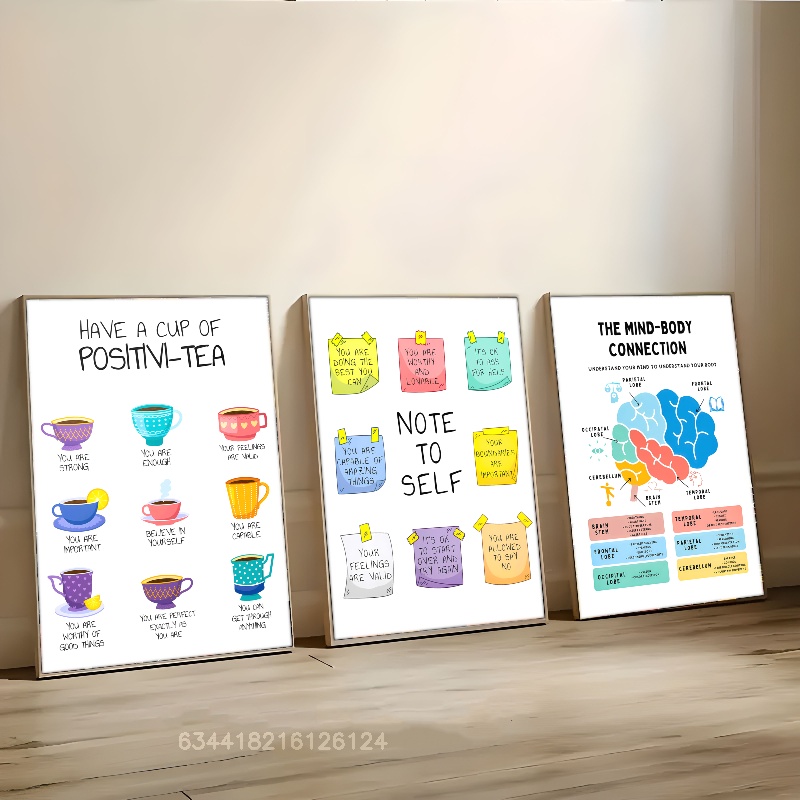 HAVE A CUP OF
POSITIVI-TEA
YOU ARE
STRONG
YOU ARE
ENOUGH
YOUR FEELINGS
ARE VALID
YOU ARE
IMPORTANT
BELIEVE IN
YOURSELF
YOU ARE
CAPABLE
YOU ARE
WORTHY OF
GOOD THINGS
YOU ARE PERFECT
EXACTLY AS
YOU ARE
YOU CAN
GET THROUGH
ANYTHING
YOU ARE
DOING THE
BEST YOU
CAN
YOU ARE
WORTHY
AND
LOVABLE
IT'S OK
TO ASK
FOR HELP
YOU ARE
CAPABLE OF
AMAZING
THINGS
NOTE
TO
SELF
YOUR
BOUNDARIES
ARE
IMPORTANT
YOUR
FEELINGS
ARE VALID
IT'S OK
TO START
OVER AND
TRY AGAIN
YOU ARE
ALLOWED
TO SAY
NO
THE MIND-BODY
CONNECTION
UNDERSTAND YOUR MIND TO UNDERSTAND YOUR BODY
PARIETAL
LOBE
FRONTAL
LOBE
OCCIPITAL
LOBE
CEREBELLUM
BRAIN
STEM
TEMPORAL
LOBE
BRAIN
STEM
TEMPORAL
LOBE
FRONTAL
LOBE
PARIETAL
LOBE
OCCIPITAL
LOBE
CEREBELLUM
634418216126124